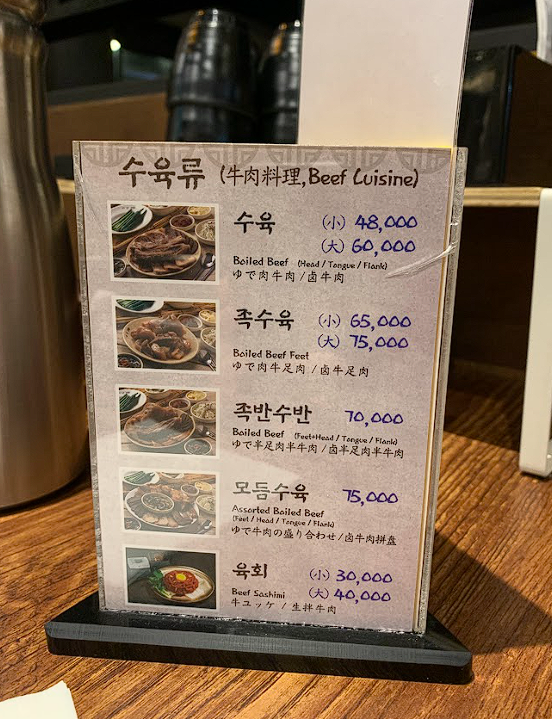 수육류 (牛肉料理,Beef Cuisine)
수육 (小) 48,000
(大) 60,000
Boiled Beef (Head / Tongue / Flank)
ゆで肉牛肉 / 卤牛肉
족수육 (小) 65,000
(大) 75,000
Boiled Beef Feet
ゆで肉牛足肉 / 卤牛足肉
족반수반 70,000
Boiled Beef (Feet+Head / Tongue / Flank)
ゆで半足肉半牛肉 / 卤半足肉半牛肉
모듬수육 75,000
Assorted Boiled Beef
(Feet / Head / Tongue / Flank)
ゆで牛肉の盛り合わせ / 卤牛肉拼盘
육회 (小) 30,000
Beef Sashimi (大) 40,000
牛ユッケ / 生拌牛肉